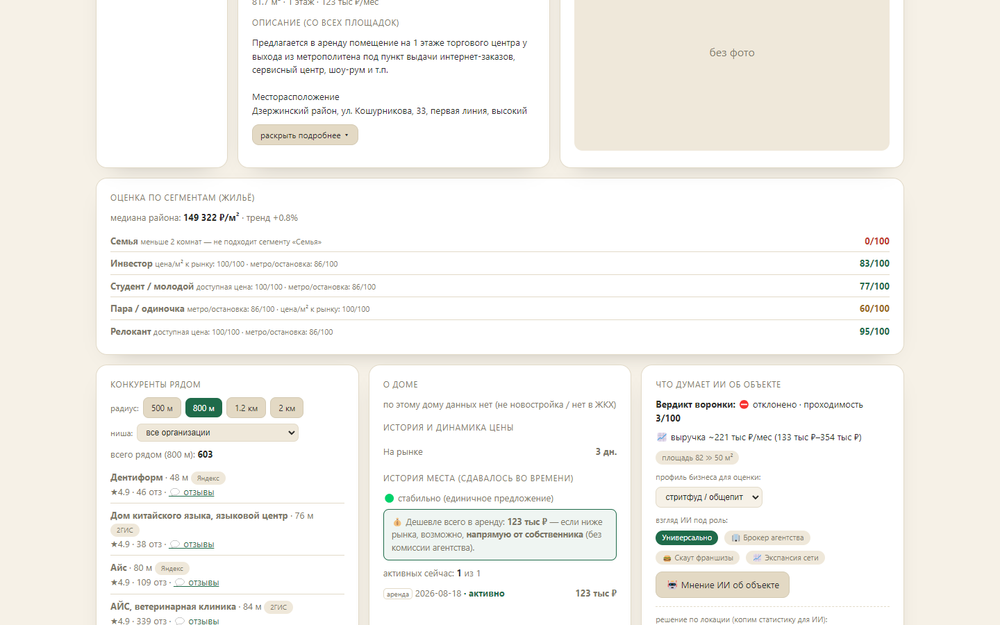 81.7 м² · 1 этаж · 123 тыс ₽/мес
ОПИСАНИЕ (СО ВСЕХ ПЛОЩАДОК)
Предлагается в аренду помещение на 1 этаже торгового центра у
выхода из метрополитена под пункт выдачи интернет-заказов,
сервисный центр, шоу-рум и т.п.
Месторасположение
Дзержинский район, ул. Кошурникова, 33, первая линия, высокий
раскрыть подробнее
без фото
ОЦЕНКА ПО СЕГМЕНТАМ (ЖИЛЬЁ)
медиана района: 149 322 ₽/м² · тренд +0.8%
Семья меньше 2 комнат — не подходит сегменту «Семья» 0/100
Инвестор цена/м² к рынку: 100/100 · метро/остановка: 86/100 83/100
Студент / молодой доступная цена: 100/100 · метро/остановка: 86/100 77/100
Пара / одиночка метро/остановка: 86/100 · цена/м² к рынку: 100/100 60/100
Релокант доступная цена: 100/100 · метро/остановка: 86/100 95/100
КОНКУРЕНТЫ РЯДОМ
радиус: 500 м 800 м 1.2 км 2 км
ниша: все организации
всего рядом (800 м): 603
Дентиформ · 48 м Яндекс
★4.9 · 46 отз · отзывы
Дом китайского языка, языковой центр · 76 м
2ГИС
★4.9 · 38 отз · отзывы
Айс · 80 м Яндекс
★4.9 · 109 отз · отзывы
АЙС, ветеринарная клиника · 84 м 2ГИС
★4.9 · 339 отз · отзывы
О ДОМЕ
по этому дому данных нет (не новостройка / нет в ЖКХ)
ИСТОРИЯ И ДИНАМИКА ЦЕНЫ
На рынке 3 дн.
ИСТОРИЯ МЕСТА (СДАВАЛОСЬ ВО ВРЕМЕНИ)
стабильно (единичное предложение)
Дешевле всего в аренду: 123 тыс ₽ — если ниже
рынка, возможно, напрямую от собственника (без
комиссии агентства).
активных сейчас: 1 из 1
аренда 2026-08-18 · активно 123 тыс ₽
ЧТО ДУМАЕТ ИИ ОБ ОБЪЕКТЕ
Вердикт воронки: отклонено · проходимость
3/100
выручка ~221 тыс ₽/мес (133 тыс ₽–354 тыс ₽)
площадь 82 ≫ 50 м²
профиль бизнеса для оценки:
стритфуд / общепит
взгляд ИИ под роль:
Универсально Брокер агентства
Скаут франшизы Экспансия сети
Мнение ИИ об объекте
решение по локации (копим статистику для ИИ):